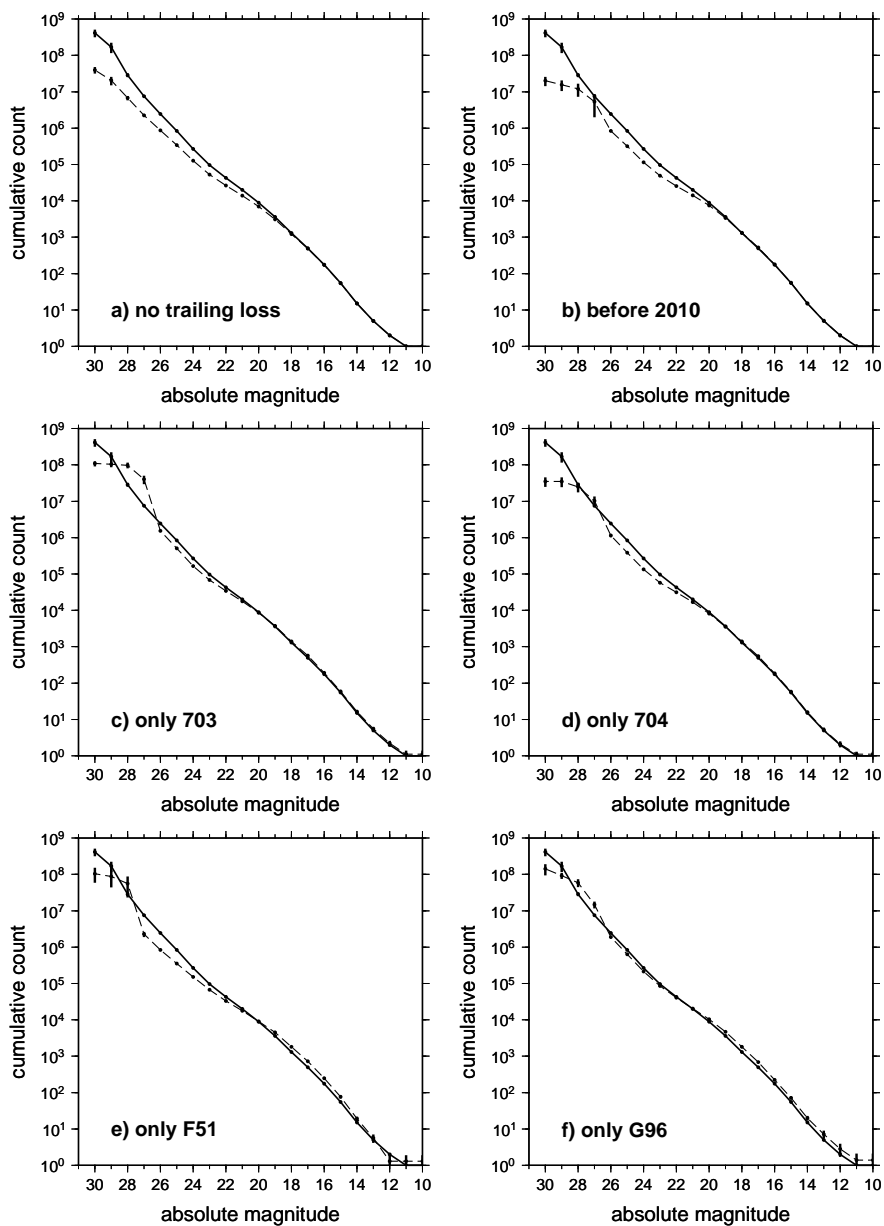 10⁹
10⁸
10⁷
10⁶
10⁵
10⁴
10³
10²
10¹
10⁰
cumulative count
a) no trailing loss
30 28 26 24 22 20 18 16 14 12 10
absolute magnitude
10⁹
10⁸
10⁷
10⁶
10⁵
10⁴
10³
10²
10¹
10⁰
cumulative count
b) before 2010
30 28 26 24 22 20 18 16 14 12 10
absolute magnitude
10⁹
10⁸
10⁷
10⁶
10⁵
10⁴
10³
10²
10¹
10⁰
cumulative count
c) only 703
30 28 26 24 22 20 18 16 14 12 10
absolute magnitude
10⁹
10⁸
10⁷
10⁶
10⁵
10⁴
10³
10²
10¹
10⁰
cumulative count
d) only 704
30 28 26 24 22 20 18 16 14 12 10
absolute magnitude
10⁹
10⁸
10⁷
10⁶
10⁵
10⁴
10³
10²
10¹
10⁰
cumulative count
e) only F51
30 28 26 24 22 20 18 16 14 12 10
absolute magnitude
10⁹
10⁸
10⁷
10⁶
10⁵
10⁴
10³
10²
10¹
10⁰
cumulative count
f) only G96
30 28 26 24 22 20 18 16 14 12 10
absolute magnitude